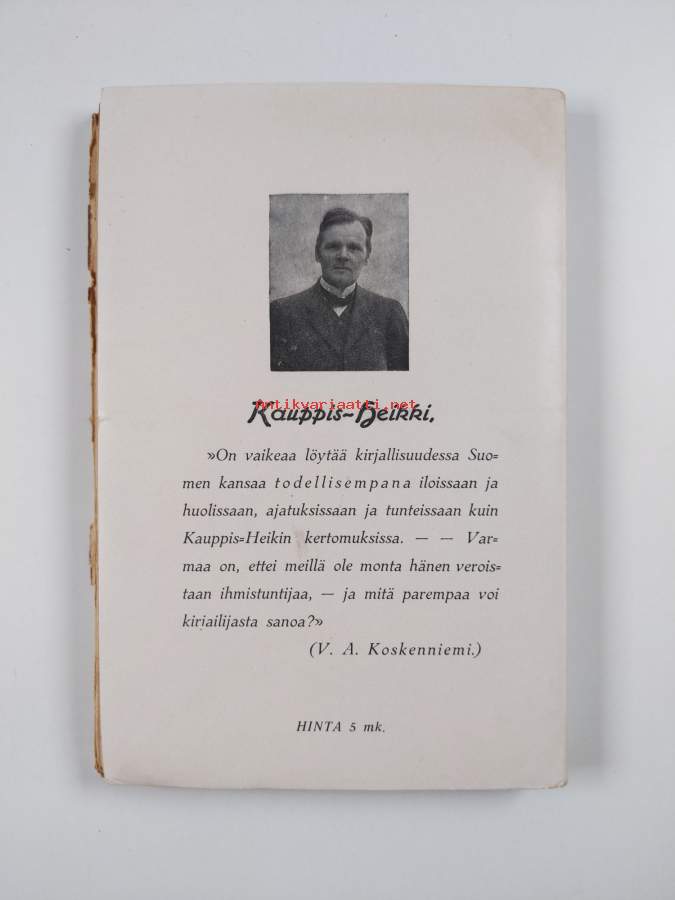 Antikvariaatti.net
Kauppis=Heikki.
»On vaikeaa löytää kirjallisuudessa Suo=
men kansaa todellisempana iloissaan ja
huolissaan, ajatuksissaan ja tunteissaan kuin
Kauppis=Heikin kertomuksissa. — — Var=
maa on, ettei meillä ole monta hänen verois=
taan ihmistuntijaa, — ja mitä parempaa voi
kirjailijasta sanoa?»
(V. A. Koskenniemi.)
HINTA 5 mk.